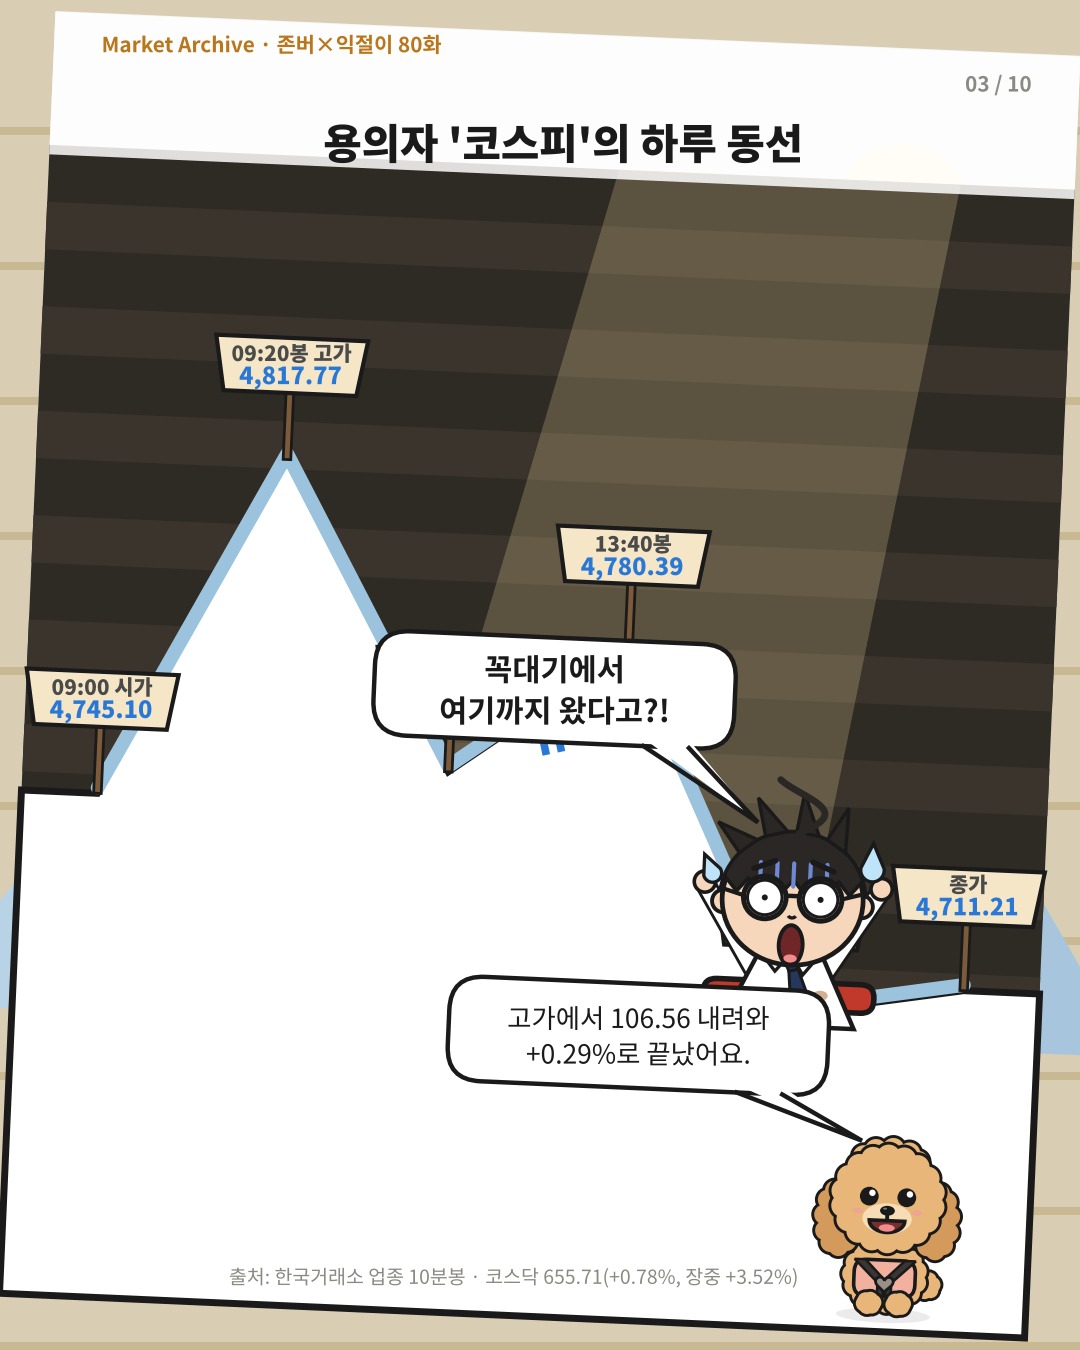 Market Archive · 존버×익절이 80화
03 / 10
용의자 '코스피'의 하루 동선
09:20봉 고가
4,817.77
13:40봉
4,780.39
꼭대기에서
여기까지 왔다고?!
09:00 시가
4,745.10
종가
4,711.21
고가에서 106.56 내려와
+0.29%로 끝났어요.
출처: 한국거래소 업종 10분봉 · 코스닥 655.71(+0.78%, 장중 +3.52%)